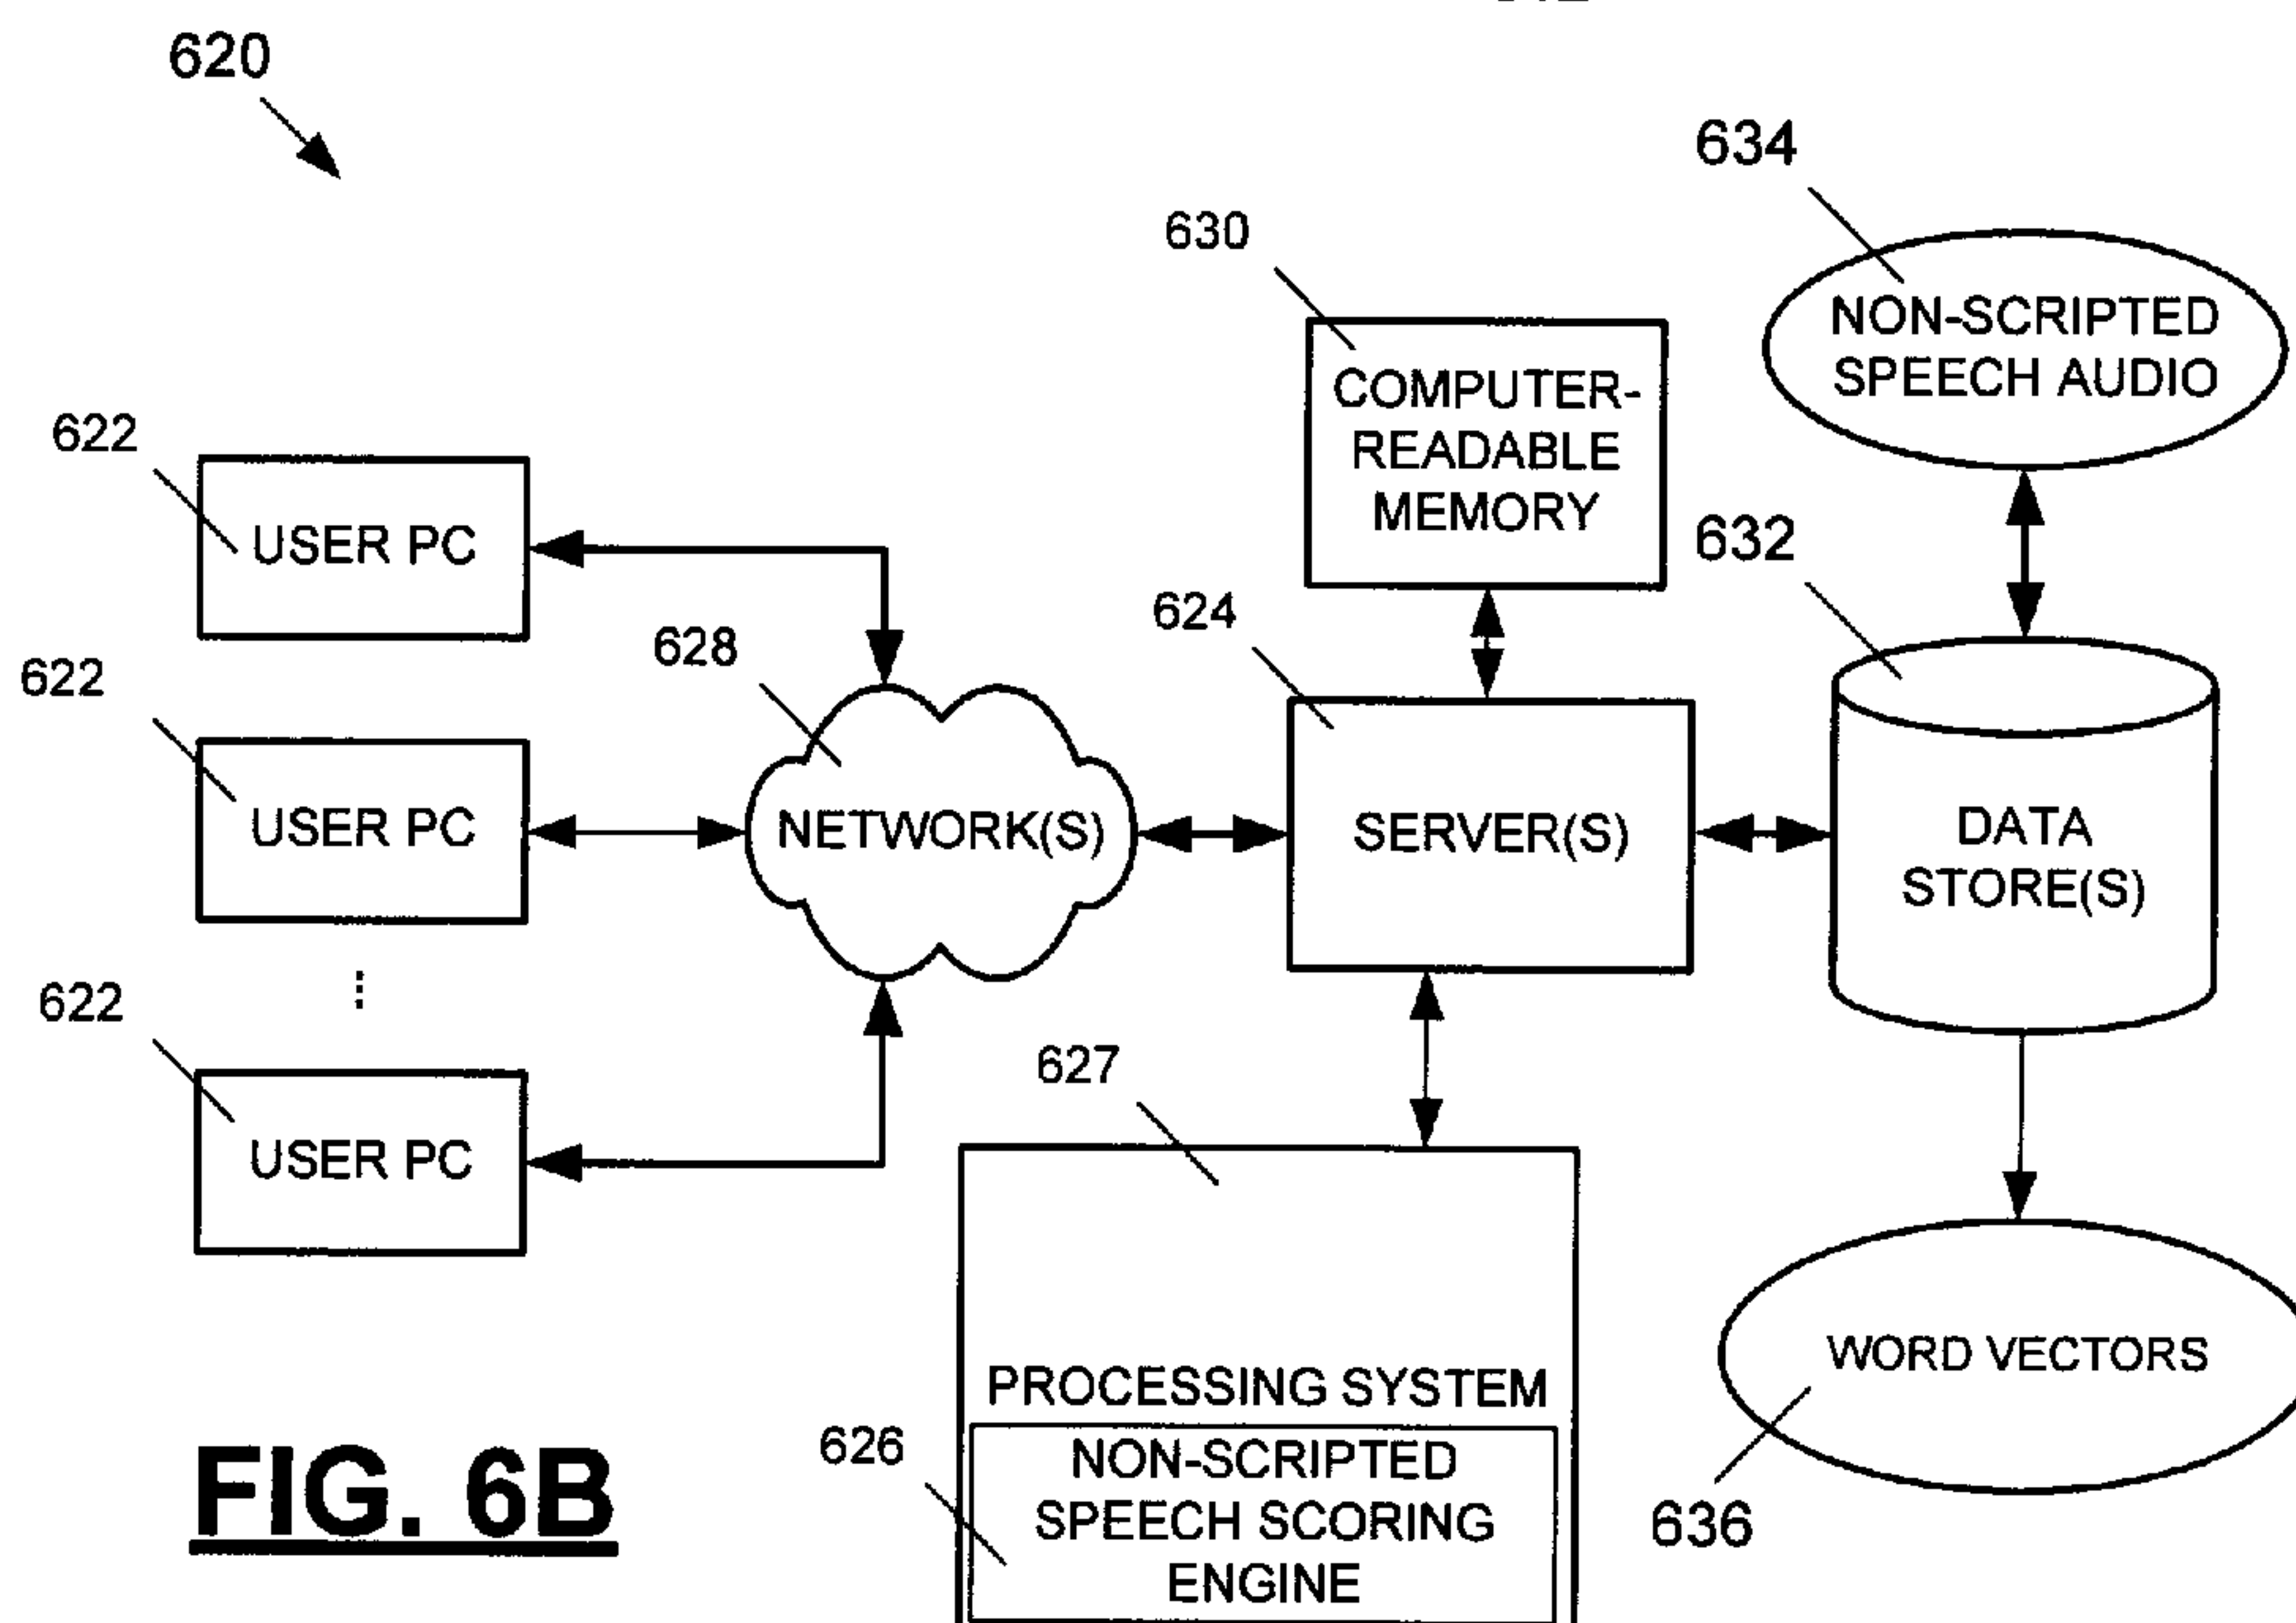 620
634
630
NON-SCRIPTED
SPEECH AUDIO
COMPUTER-
READABLE
MEMORY
622
USER PC
632
624
628
622
USER PC
NETWORK(S)
SERVER(S)
DATA
STORE(S)
622
⋮
627
USER PC
PROCESSING SYSTEM
WORD VECTORS
626
NON-SCRIPTED
SPEECH SCORING
ENGINE
636
FIG. 6B